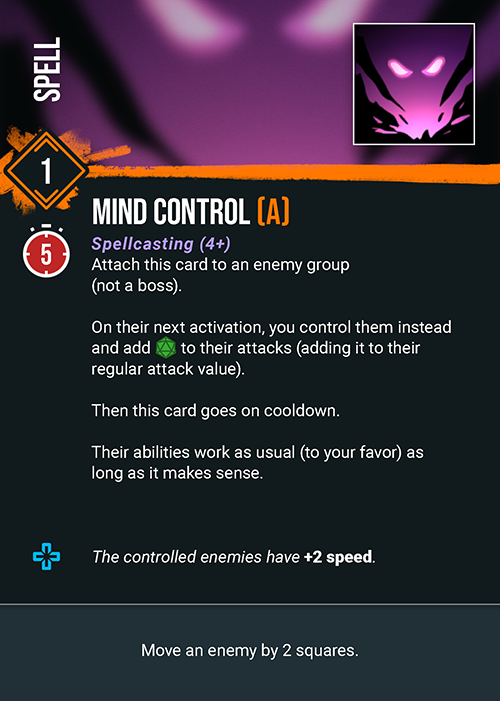 SPELL
1
MIND CONTROL (A)
5
Spellcasting (4+)
Attach this card to an enemy group
(not a boss).
On their next activation, you control them instead
and add to their attacks (adding it to their
regular attack value).
Then this card goes on cooldown.
Their abilities work as usual (to your favor) as
long as it makes sense.
The controlled enemies have +2 speed.
Move an enemy by 2 squares.